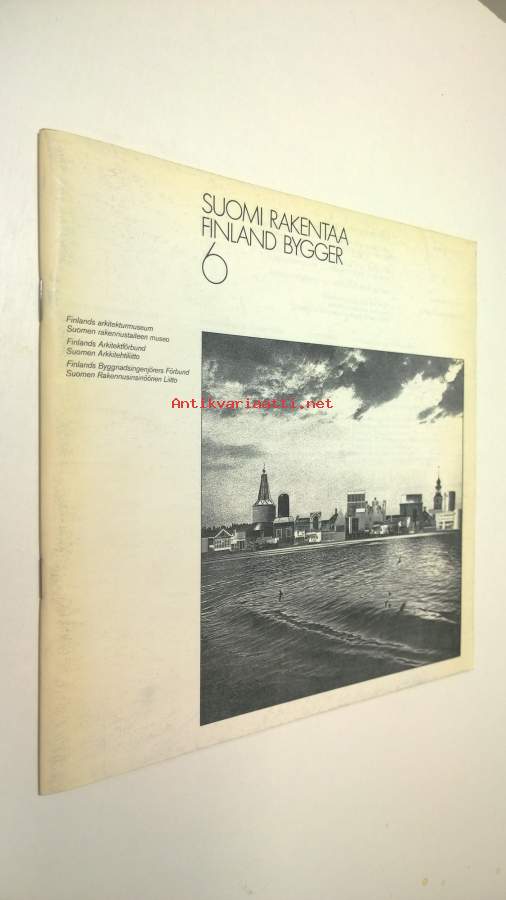 SUOMI RAKENTAA
FINLAND BYGGER
6
Finlands arkitekturmuseum
Suomen rakennustaiteen museo
Finlands Arkitektförbund
Suomen Arkkitehtiliitto
Finlands Byggnadsingenjörers Förbund
Suomen Rakennusinsinöörien Liitto
Antikvariaatti.net